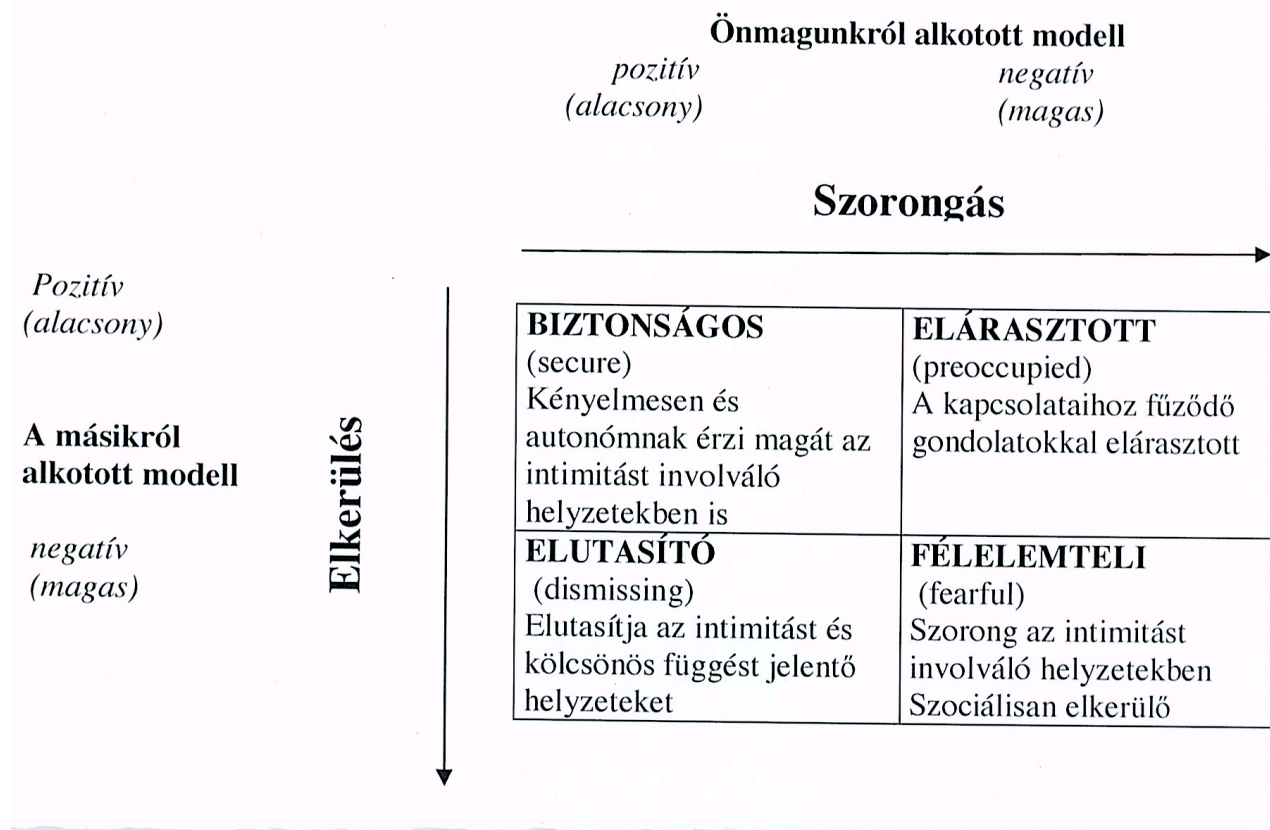 Önmagunkról alkotott modell
pozitív negatív
(alacsony) (magas)
Szorongás
Pozitív
(alacsony)
A másikról
alkotott modell
negatív
(magas)
Elkerülés
BIZTONSÁGOS
(secure)
Kényelmesen és
autonómnak érzi magát az
intimitást involváló
helyzetekben is
ELÁRASZTOTT
(preoccupied)
A kapcsolataihoz fűződő
gondolatokkal elárasztott
ELUTASÍTÓ
(dismissing)
Elutasítja az intimitást és
kölcsönös függést jelentő
helyzeteket
FÉLELEMTELI
(fearful)
Szorong az intimitást
involváló helyzetekben
Szociálisan elkerülő